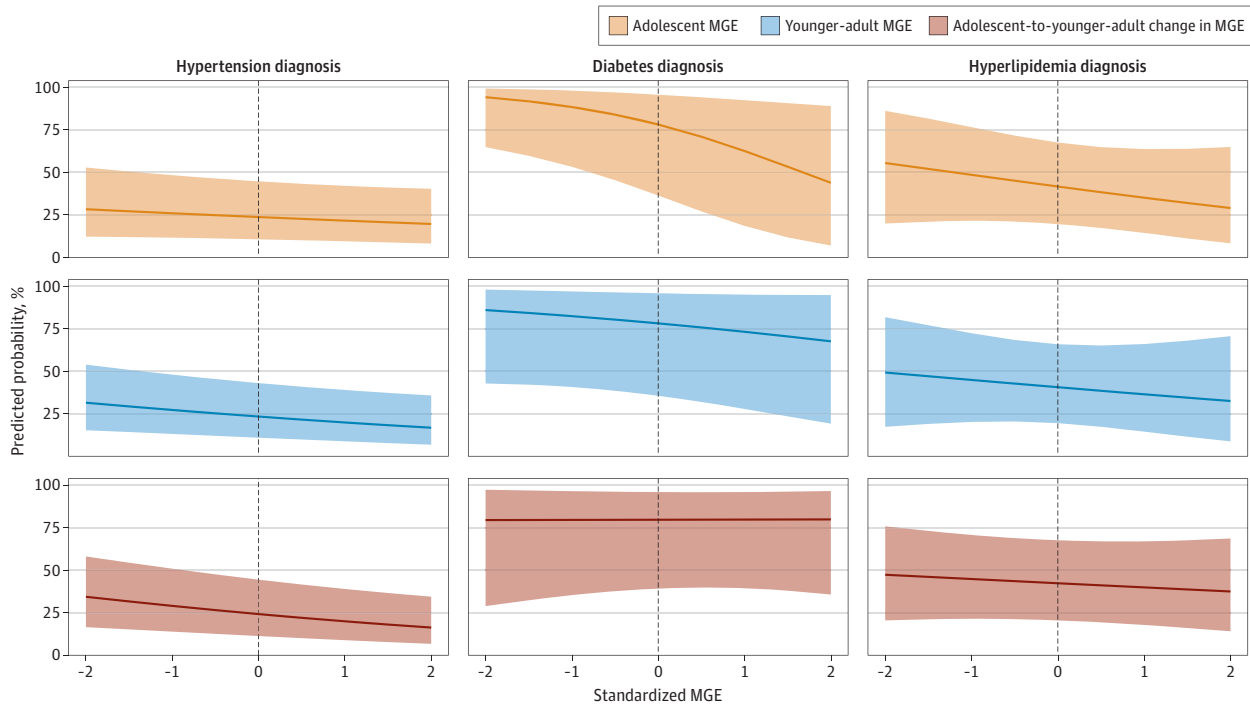 Adolescent MGE Younger-adult MGE Adolescent-to-younger-adult change in MGE
Hypertension diagnosis Diabetes diagnosis Hyperlipidemia diagnosis
Predicted probability, %
100
75
50
25
0
100
75
50
25
100
75
50
25
0
-2 -1 0 1 2 -2 -1 0 1 2 -2 -1 0 1 2
Standardized MGE